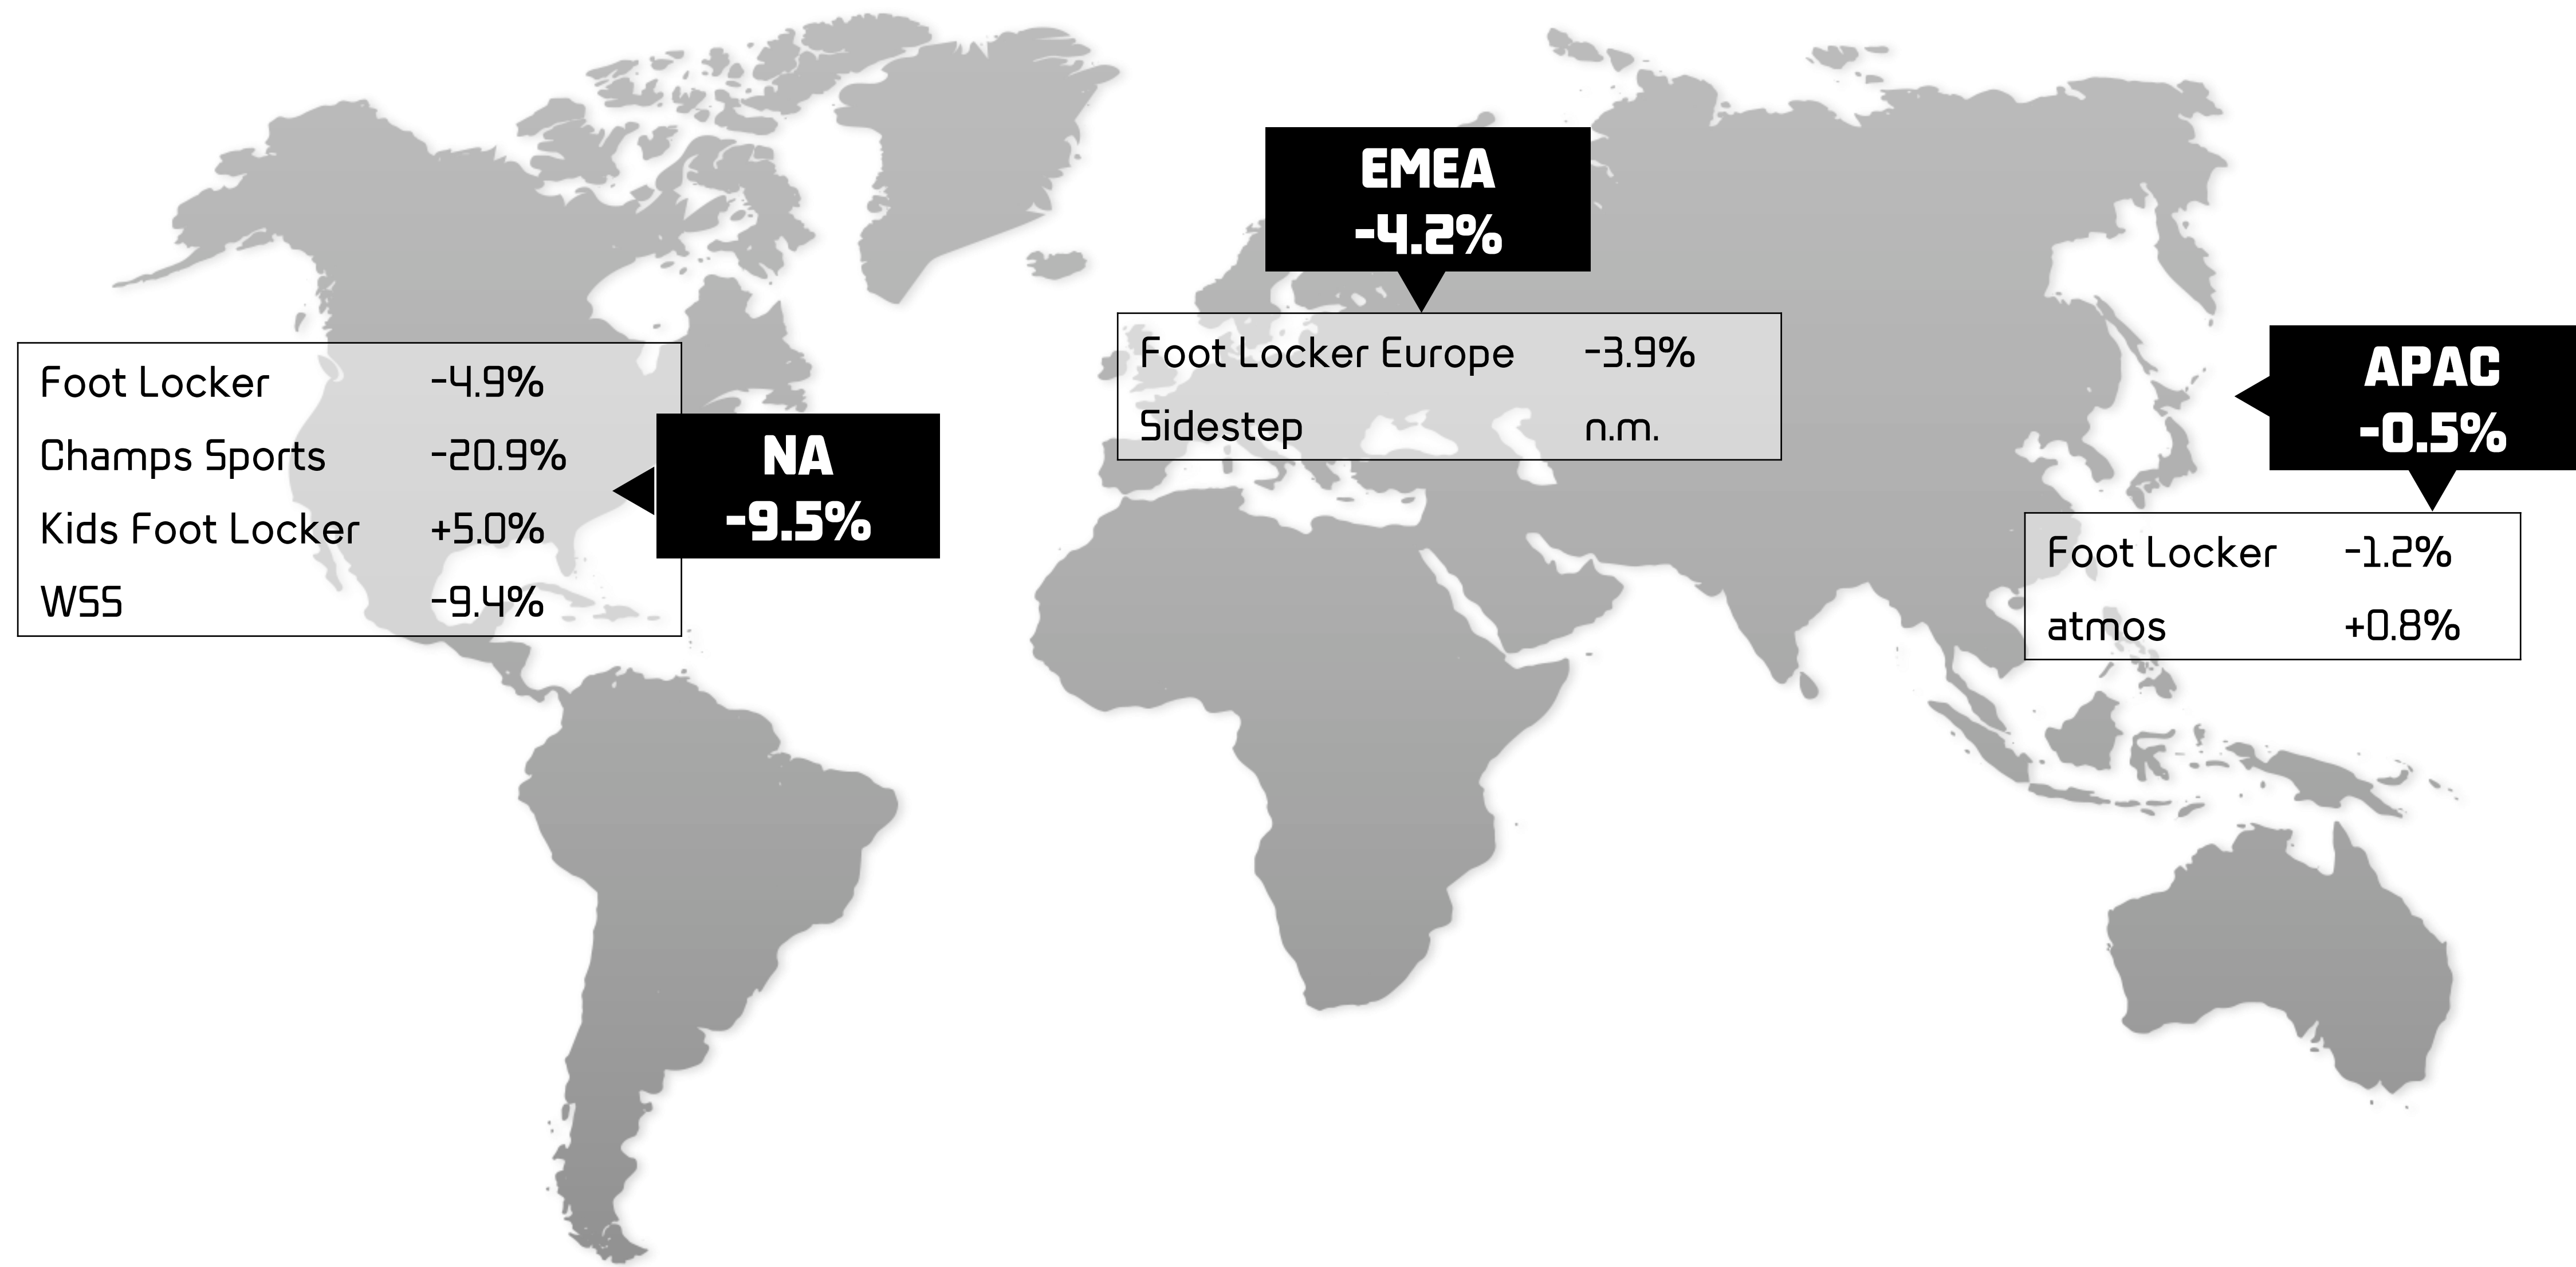 EMEA
-4.2%
Foot Locker Europe -3.9%
Sidestep n.m.
Foot Locker -4.9%
Champs Sports -20.9%
Kids Foot Locker +5.0%
WSS -9.4%
NA
-9.5%
APAC
-0.5%
Foot Locker -1.2%
atmos +0.8%